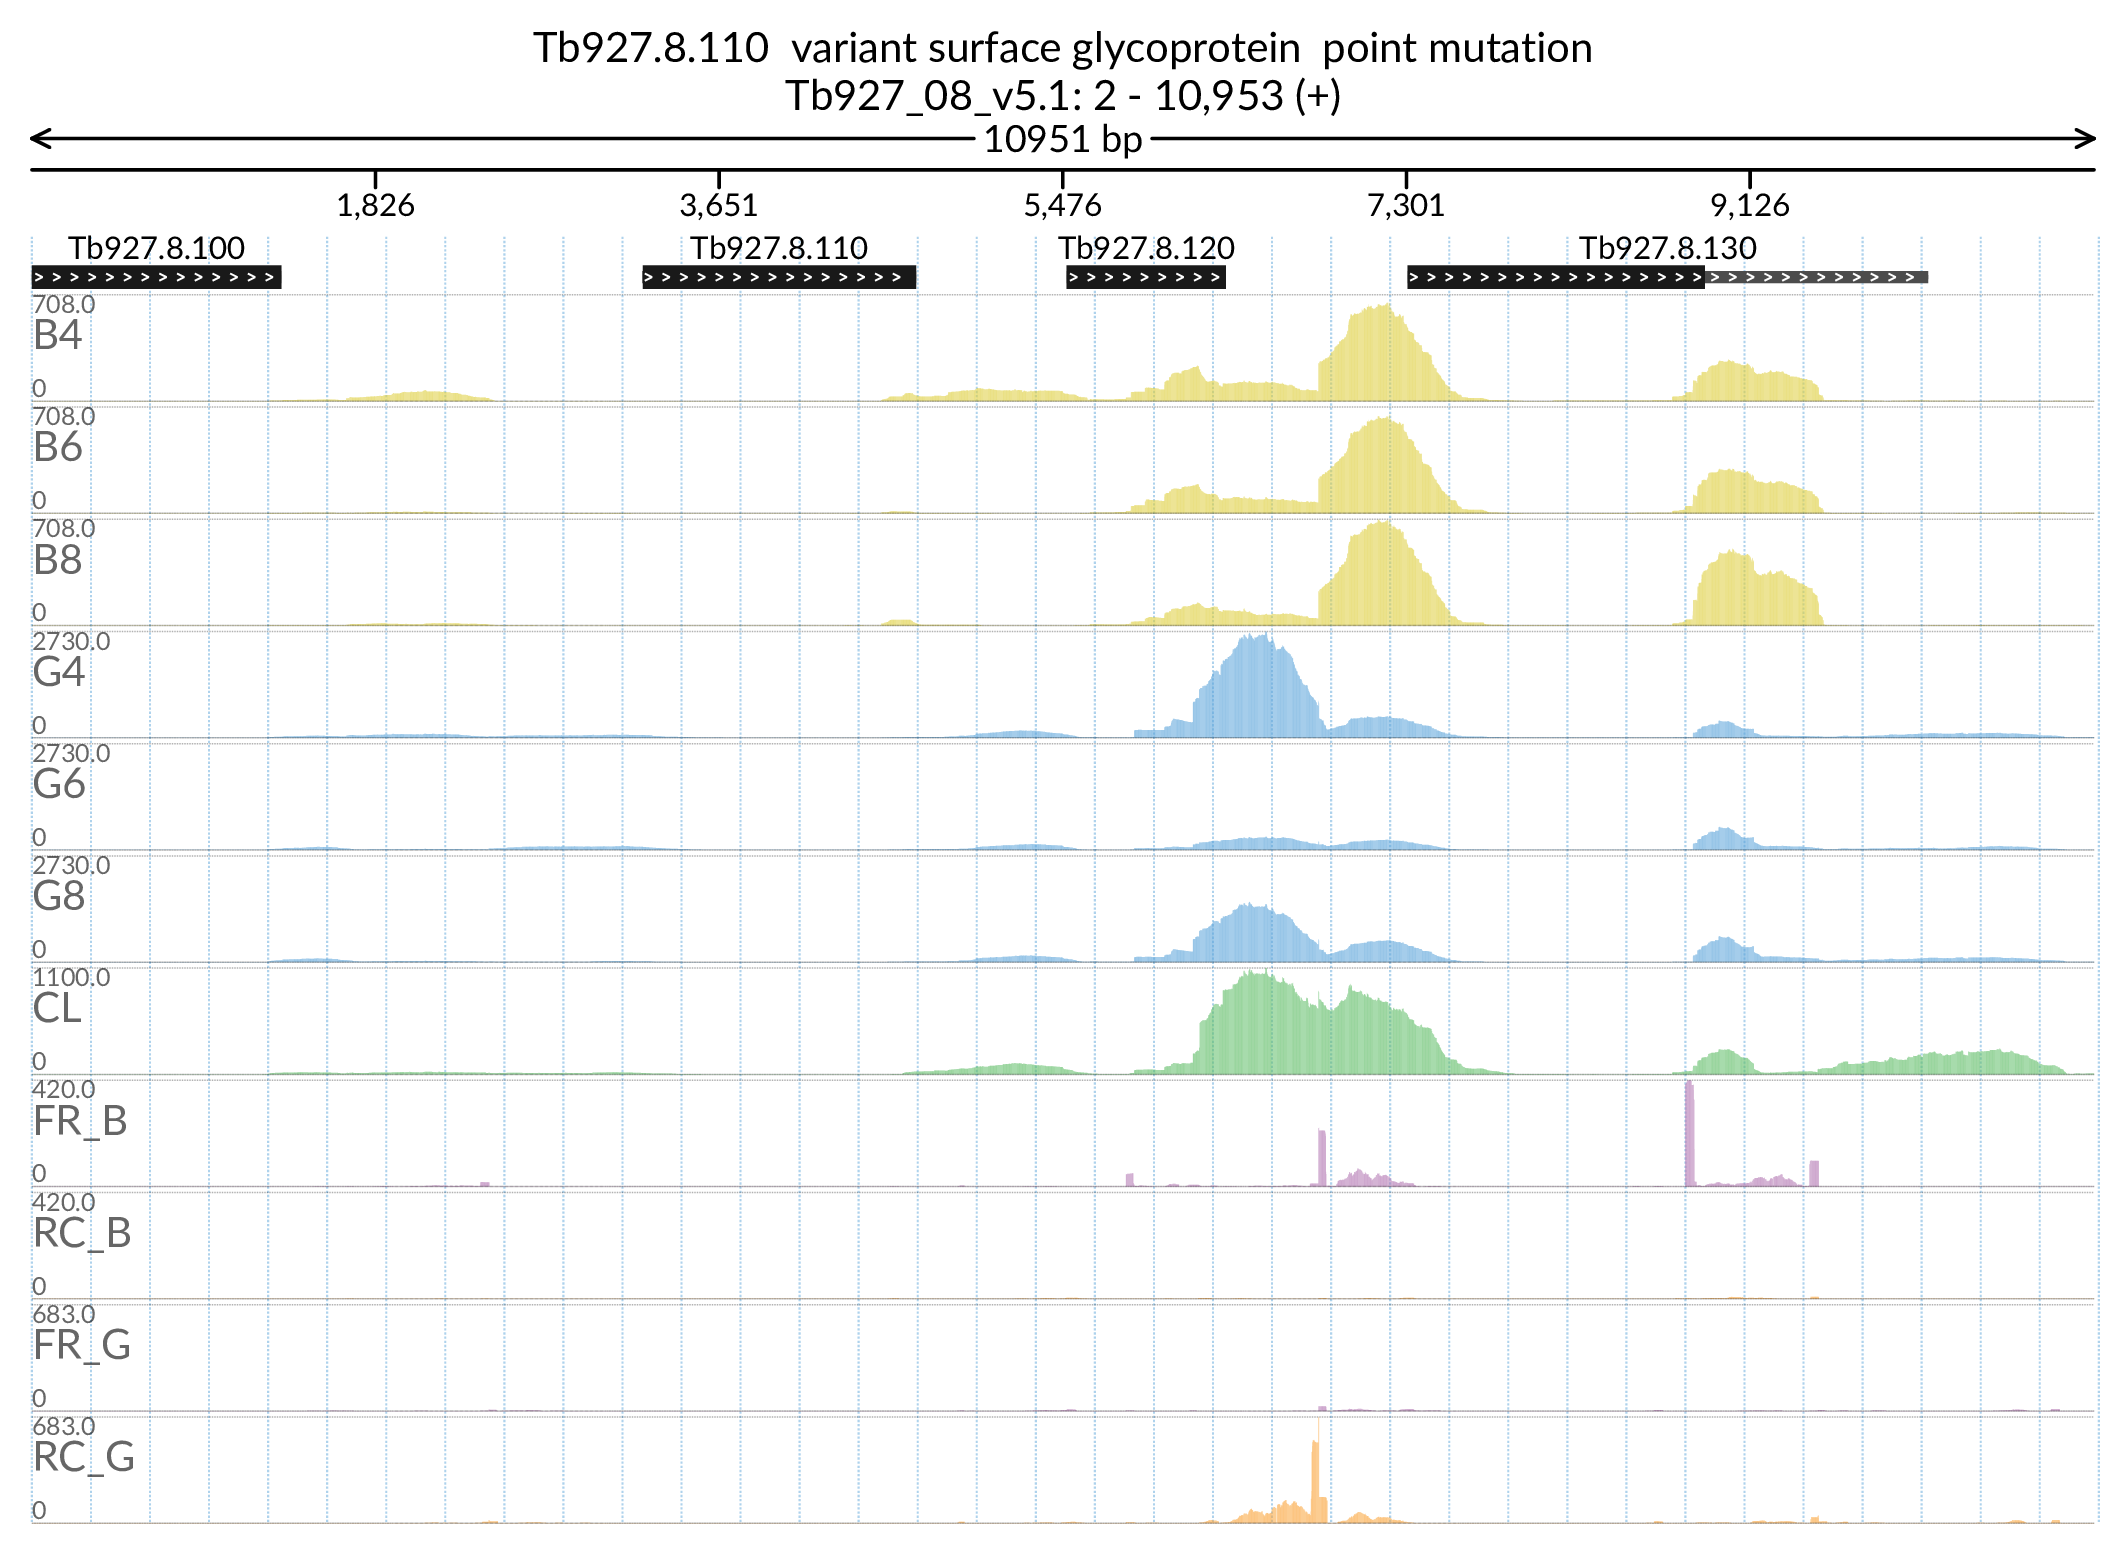 Tb927.8.110  variant surface glycoprotein  point mutation
Tb927_08_v5.1: 2 - 10,953 (+)
10951 bp
1,826 3,651 5,476 7,301 9,126
Tb927.8.100 Tb927.8.110 Tb927.8.120 Tb927.8.130
708.0
B4
0
708.0
B6
0
708.0
B8
0
2730.0
G4
0
2730.0
G6
0
2730.0
G8
0
1100.0
CL
0
420.0
FR_B
0
420.0
RC_B
0
683.0
FR_G
0
683.0
RC_G
0